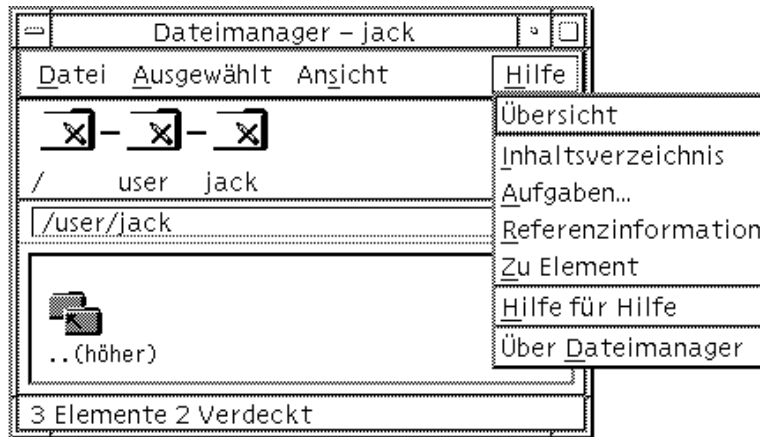 Dateimanager – jack
Datei Ausgewählt Ansicht Hilfe
Übersicht
Inhaltsverzeichnis
Aufgaben...
Referenzinformation
Zu Element
Hilfe für Hilfe
Über Dateimanager
/ user jack
/user/jack
..(höher)
3 Elemente 2 Verdeckt